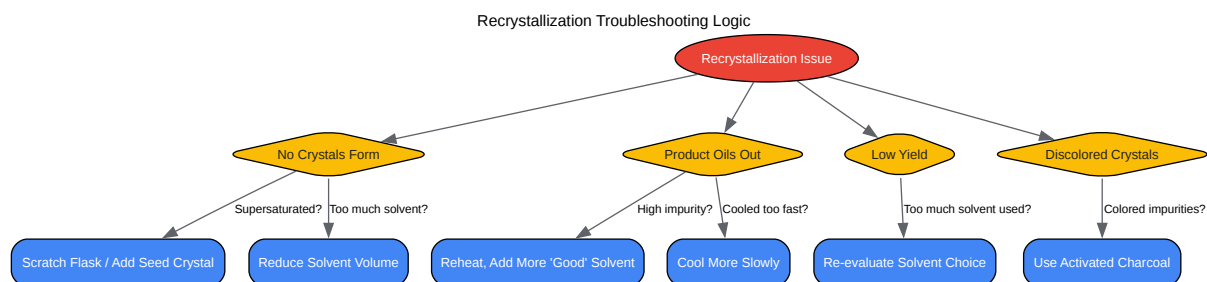 Recrystallization Troubleshooting Logic
Recrystallization Issue
No Crystals Form
Product Oils Out
Low Yield
Discolored Crystals
Supersaturated?
Too much solvent?
High impurity?
Cooled too fast?
Too much solvent used?
Colored impurities?
Scratch Flask / Add Seed Crystal
Reduce Solvent Volume
Reheat, Add More 'Good' Solvent
Cool More Slowly
Re-evaluate Solvent Choice
Use Activated Charcoal